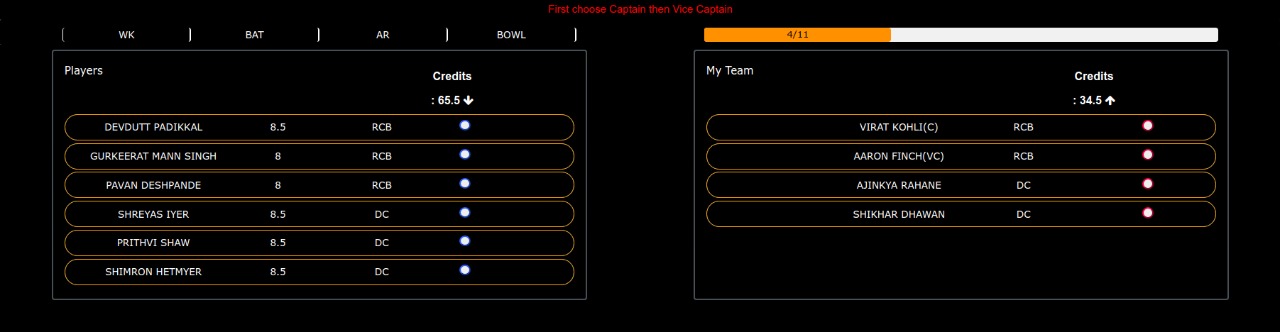 First choose Captain then Vice Captain
WK BAT AR BOWL
4/11
Players
Credits
: 65.5
DEVDUTT PADIKKAL 8.5 RCB
GURKEERAT MANN SINGH 8 RCB
PAVAN DESHPANDE 8 RCB
SHREYAS IYER 8.5 DC
PRITHVI SHAW 8.5 DC
SHIMRON HETMYER 8.5 DC
My Team
Credits
: 34.5
VIRAT KOHLI(C) RCB
AARON FINCH(VC) RCB
AJINKYA RAHANE DC
SHIKHAR DHAWAN DC